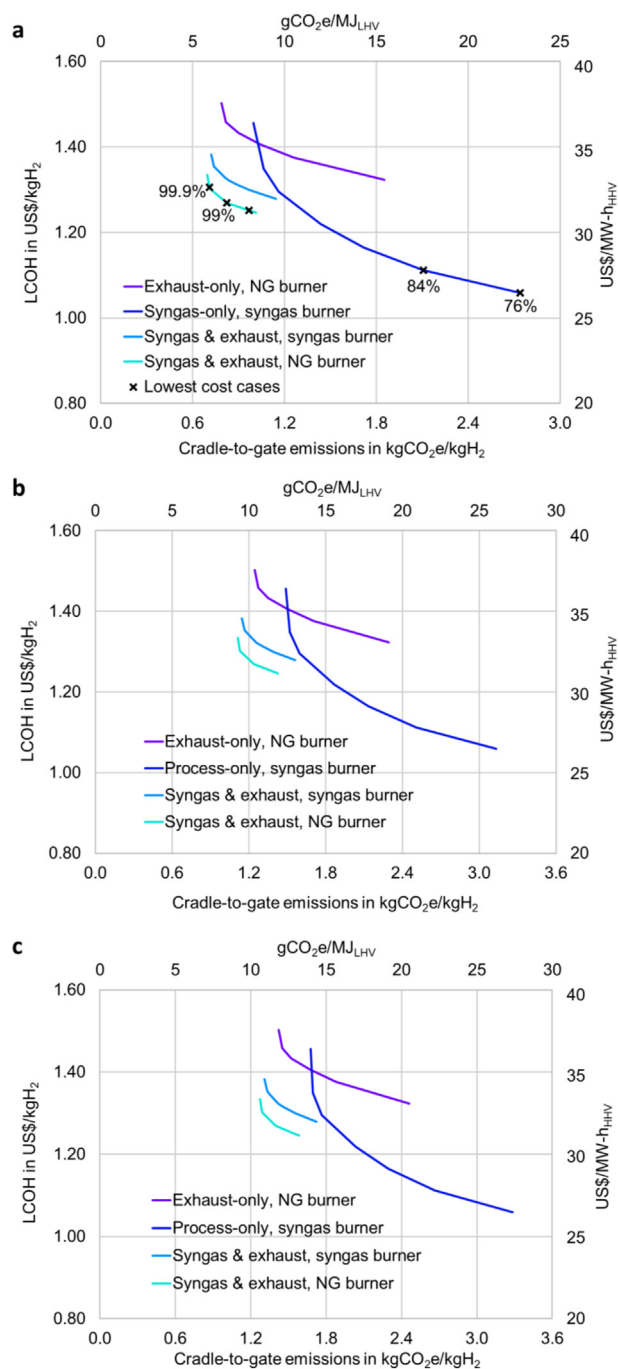 a
gCO₂e/MJ_LHV
0 5 10 15 20 25
LCOH in US$/kgH₂
1.60
1.40
1.20
1.00
0.80
40
35
30
25
20
US$/MW-h_HHV
99.9%
99%
84%
76%
Exhaust-only, NG burner
Syngas-only, syngas burner
Syngas & exhaust, syngas burner
Syngas & exhaust, NG burner
Lowest cost cases
0.0 0.6 1.2 1.8 2.4 3.0
Cradle-to-gate emissions in kgCO₂e/kgH₂
b
gCO₂e/MJ_LHV
0 5 10 15 20 25 30
LCOH in US$/kgH₂
1.60
1.40
1.20
1.00
0.80
40
35
30
25
20
US$/MW-h_HHV
Exhaust-only, NG burner
Process-only, syngas burner
Syngas & exhaust, syngas burner
Syngas & exhaust, NG burner
0.0 0.6 1.2 1.8 2.4 3.0 3.6
Cradle-to-gate emissions in kgCO₂e/kgH₂
c
gCO₂e/MJ_LHV
0 5 10 15 20 25 30
LCOH in US$/kgH₂
1.60
1.40
1.20
1.00
0.80
40
35
30
25
20
US$/MW-h_HHV
Exhaust-only, NG burner
Process-only, syngas burner
Syngas & exhaust, syngas burner
Syngas & exhaust, NG burner
0.0 0.6 1.2 1.8 2.4 3.0 3.6
Cradle-to-gate emissions in kgCO₂e/kgH₂